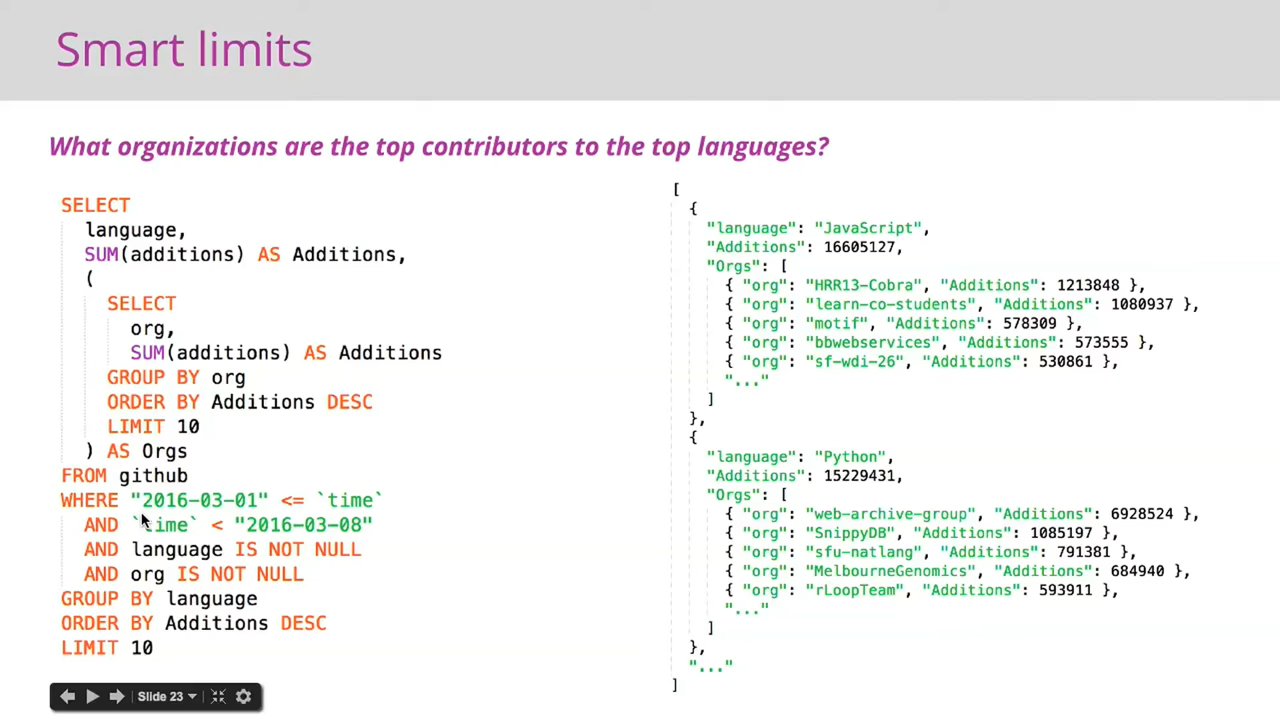 Smart limits
What organizations are the top contributors to the top languages?
SELECT
language,
SUM(additions) AS Additions,
(
SELECT
org,
SUM(additions) AS Additions
GROUP BY org
ORDER BY Additions DESC
LIMIT 10
) AS Orgs
FROM github
WHERE "2016-03-01" <= `time`
AND `time` < "2016-03-08"
AND language IS NOT NULL
AND org IS NOT NULL
GROUP BY language
ORDER BY Additions DESC
LIMIT 10
[
{
"language": "JavaScript",
"Additions": 16605127,
"Orgs": [
{ "org": "HRR13-Cobra", "Additions": 1213848 },
{ "org": "learn-co-students", "Additions": 1080937 },
{ "org": "motif", "Additions": 578309 },
{ "org": "bbwebservices", "Additions": 573555 },
{ "org": "sf-wdi-26", "Additions": 530861 },
"..."
]
},
{
"language": "Python",
"Additions": 15229431,
"Orgs": [
{ "org": "web-archive-group", "Additions": 6928524 },
{ "org": "SnippyDB", "Additions": 1085197 },
{ "org": "sfu-natlang", "Additions": 791381 },
{ "org": "MelbourneGenomics", "Additions": 684940 },
{ "org": "rLoopTeam", "Additions": 593911 },
"..."
]
},
"..."
]
Slide 23